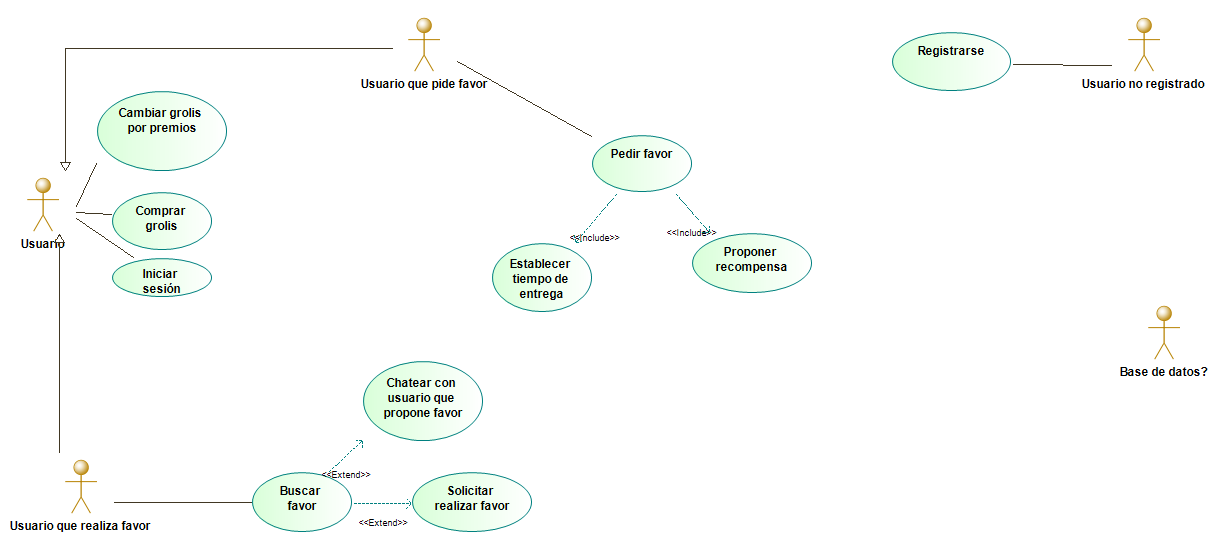 Usuario que pide favor
Registrarse
Usuario no registrado
Cambiar grolis
por premios
Pedir favor
Usuario
Comprar
grolis
<<Include>>
<<Include>>
Iniciar
sesión
Establecer
tiempo de
entrega
Proponer
recompensa
Base de datos?
Chatear con
usuario que
propone favor
<<Extend>>
Usuario que realiza favor
Buscar
favor
Solicitar
realizar favor
<<Extend>>